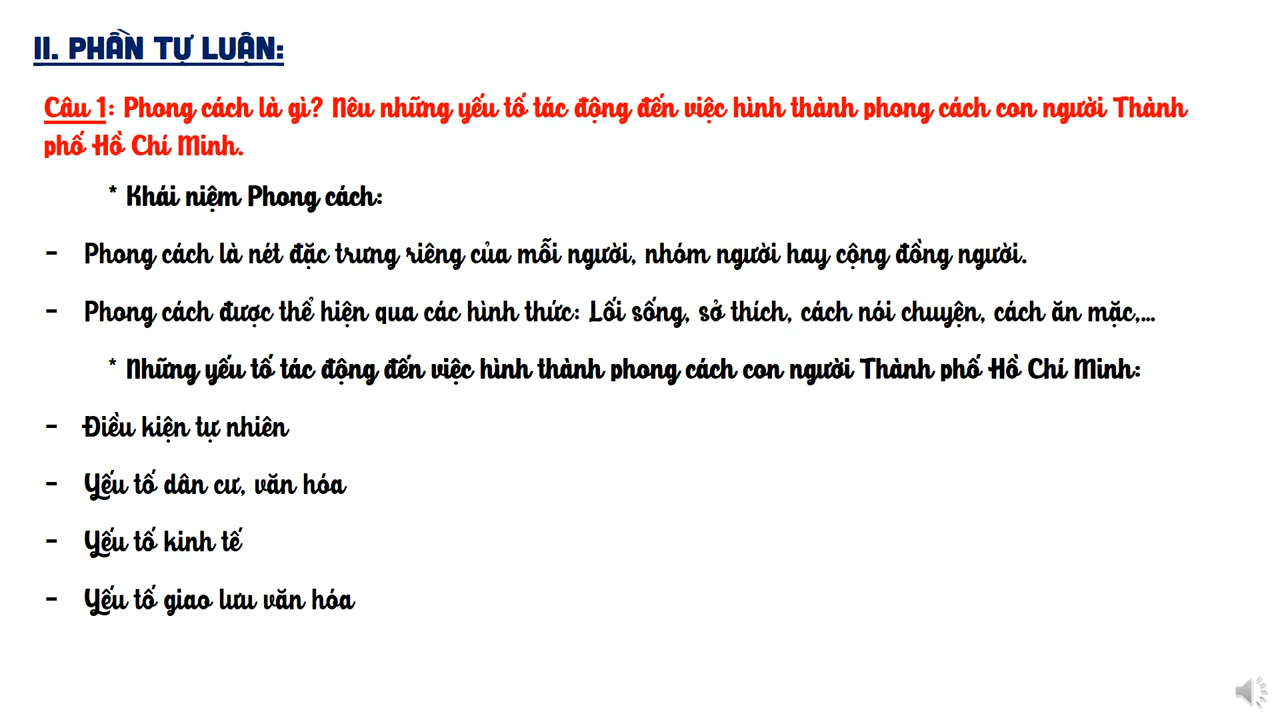 II. PHẦN TỰ LUẬN:
Câu 1: Phong cách là gì? Nêu những yếu tố tác động đến việc hình thành phong cách con người Thành
phố Hồ Chí Minh.
* Khái niệm Phong cách:
- Phong cách là nét đặc trưng riêng của mỗi người, nhóm người hay cộng đồng người.
- Phong cách được thể hiện qua các hình thức: Lối sống, sở thích, cách nói chuyện, cách ăn mặc,...
* Những yếu tố tác động đến việc hình thành phong cách con người Thành phố Hồ Chí Minh:
- Điều kiện tự nhiên
- Yếu tố dân cư, văn hóa
- Yếu tố kinh tế
- Yếu tố giao lưu văn hóa